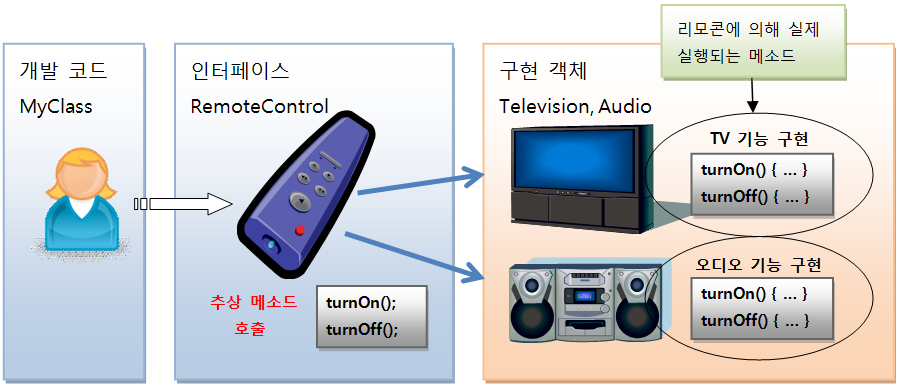 개발 코드
MyClass
인터페이스
RemoteControl
추상 메소드
호출
turnOn();
turnOff();
구현 객체
Television, Audio
리모콘에 의해 실제
실행되는 메소드
TV 기능 구현
turnOn() { ... }
turnOff() { ... }
오디오 기능 구현
turnOn() { ... }
turnOff() { ... }